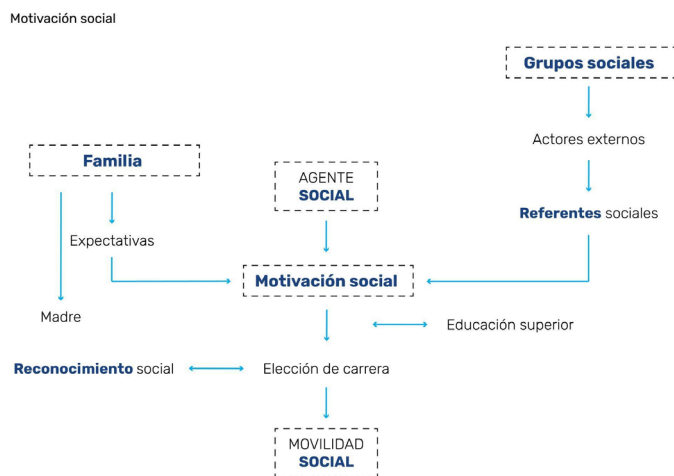 Motivación social
Grupos sociales
Actores externos
Familia
AGENTE
SOCIAL
Referentes sociales
Expectativas
Motivación social
Madre
Educación superior
Reconocimiento social
Elección de carrera
MOVILIDAD
SOCIAL